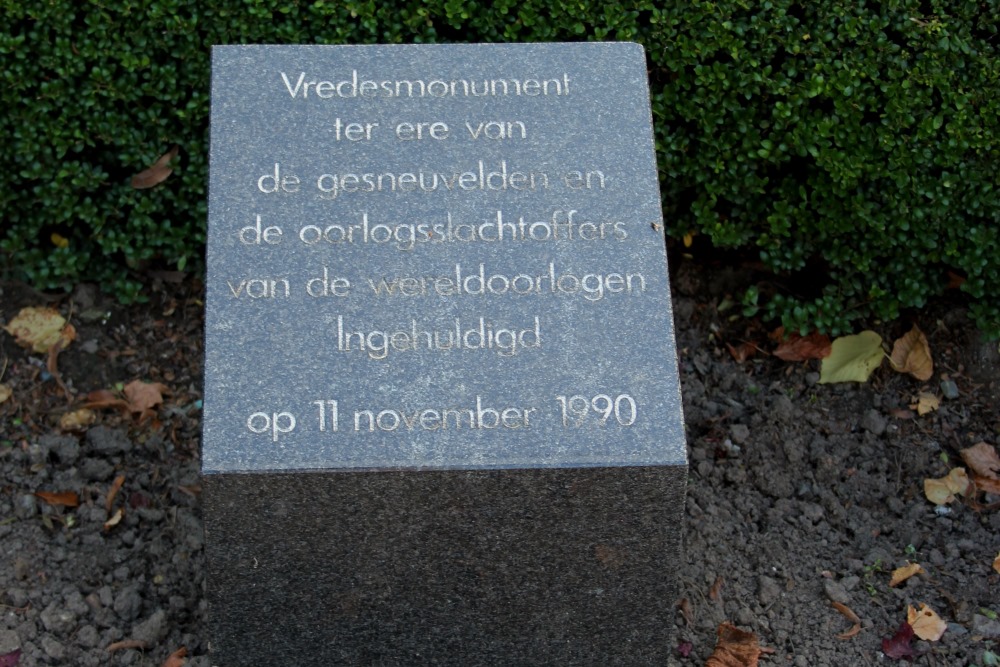 Vredesmonument
ter ere van
de gesneuvelden en
de oorlogsslachtoffers
van de wereldoorlogen
Ingehuldigd
op 11 november 1990